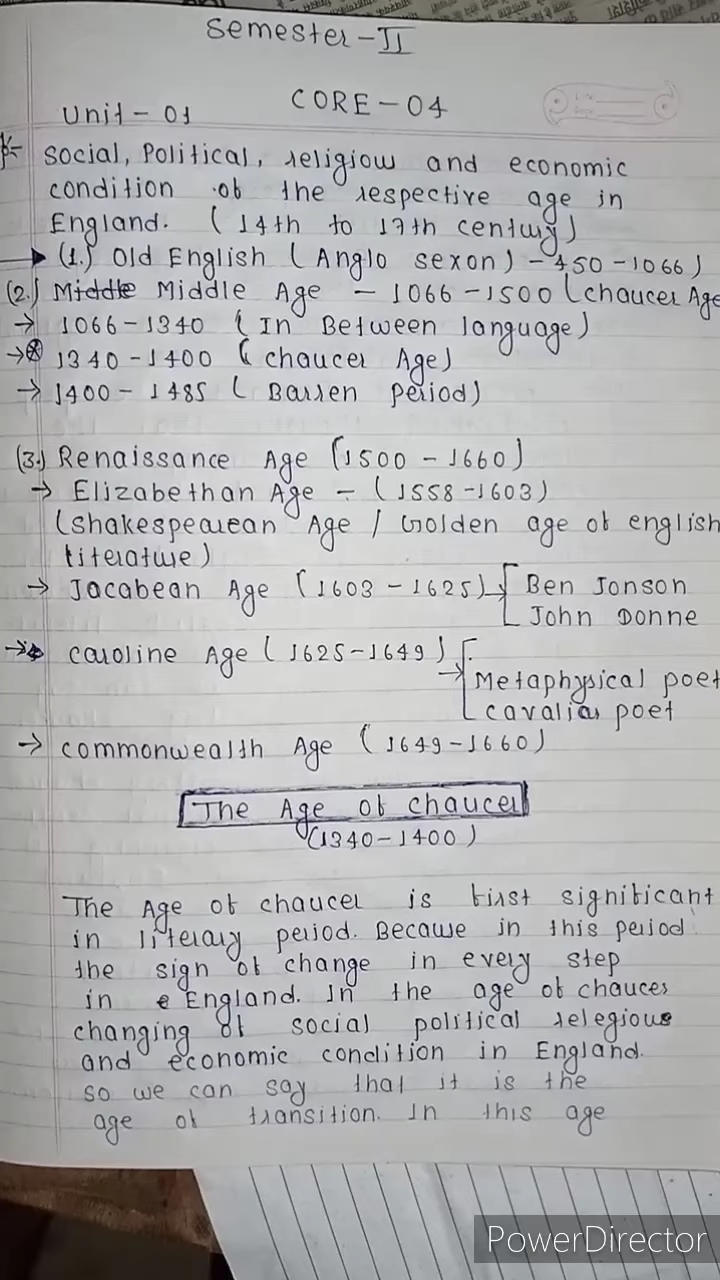 Semester - II
CORE - 04
Unit - 01
Social, Political, religiow and economic
condition of the respective age in
England. (14th to 17th century)
(1.) Old English (Anglo sexon) - 450 - 1066)
(2.) Middle Middle Age - 1066 - 1500 (chaucer Age
→ 1066 - 1340 (In Between language)
→ 1340 - 1400 (chaucer Age)
→ 1400 - 1485 (Barren Period)
(3.) Renaissance Age (1500 - 1660)
→ Elizabethan Age - (1558 - 1603)
(Shakespearean Age / Golden age of english
literature)
→ Jacabean Age (1603 - 1625) → Ben Jonson
John Donne
→ caroline Age (1625 - 1649)
→ Metaphysical poet
cavaliar poet
→ commonwealth Age (1649 - 1660)
The Age of chaucer
(1340 - 1400)
The Age of chaucer is first significant
in literary period. Because in this period
the sign of change in every step
in England. In the age of chaucer
changing of social political relegious
and economic condition in England.
so we can say that it is the
age of transition. In this age
PowerDirector